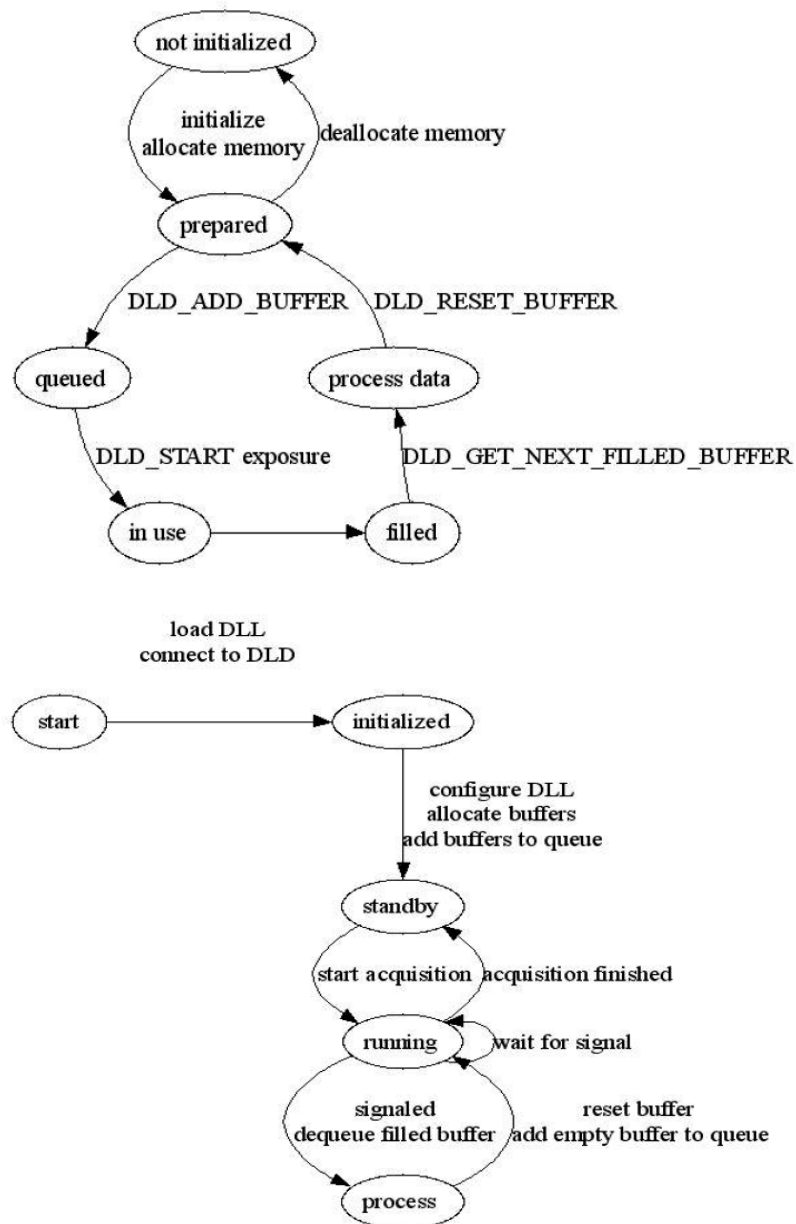 not initialized
initialize
allocate memory
deallocate memory
prepared
DLD_ADD_BUFFER
DLD_RESET_BUFFER
queued
process data
DLD_START exposure
DLD_GET_NEXT_FILLED_BUFFER
in use
filled
load DLL
connect to DLD
start
initialized
configure DLL
allocate buffers
add buffers to queue
standby
start acquisition
acquisition finished
running
wait for signal
signaled
dequeue filled buffer
reset buffer
add empty buffer to queue
process